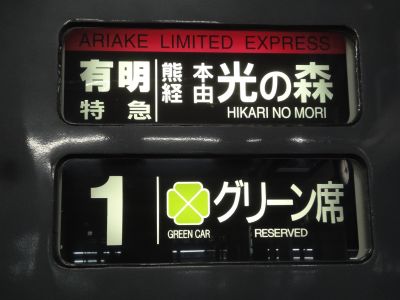 ARIAKE LIMITED EXPRESS
有明 熊本経由 光の森
特急 HIKARI NO MORI
1 グリーン席
GREEN CAR RESERVED